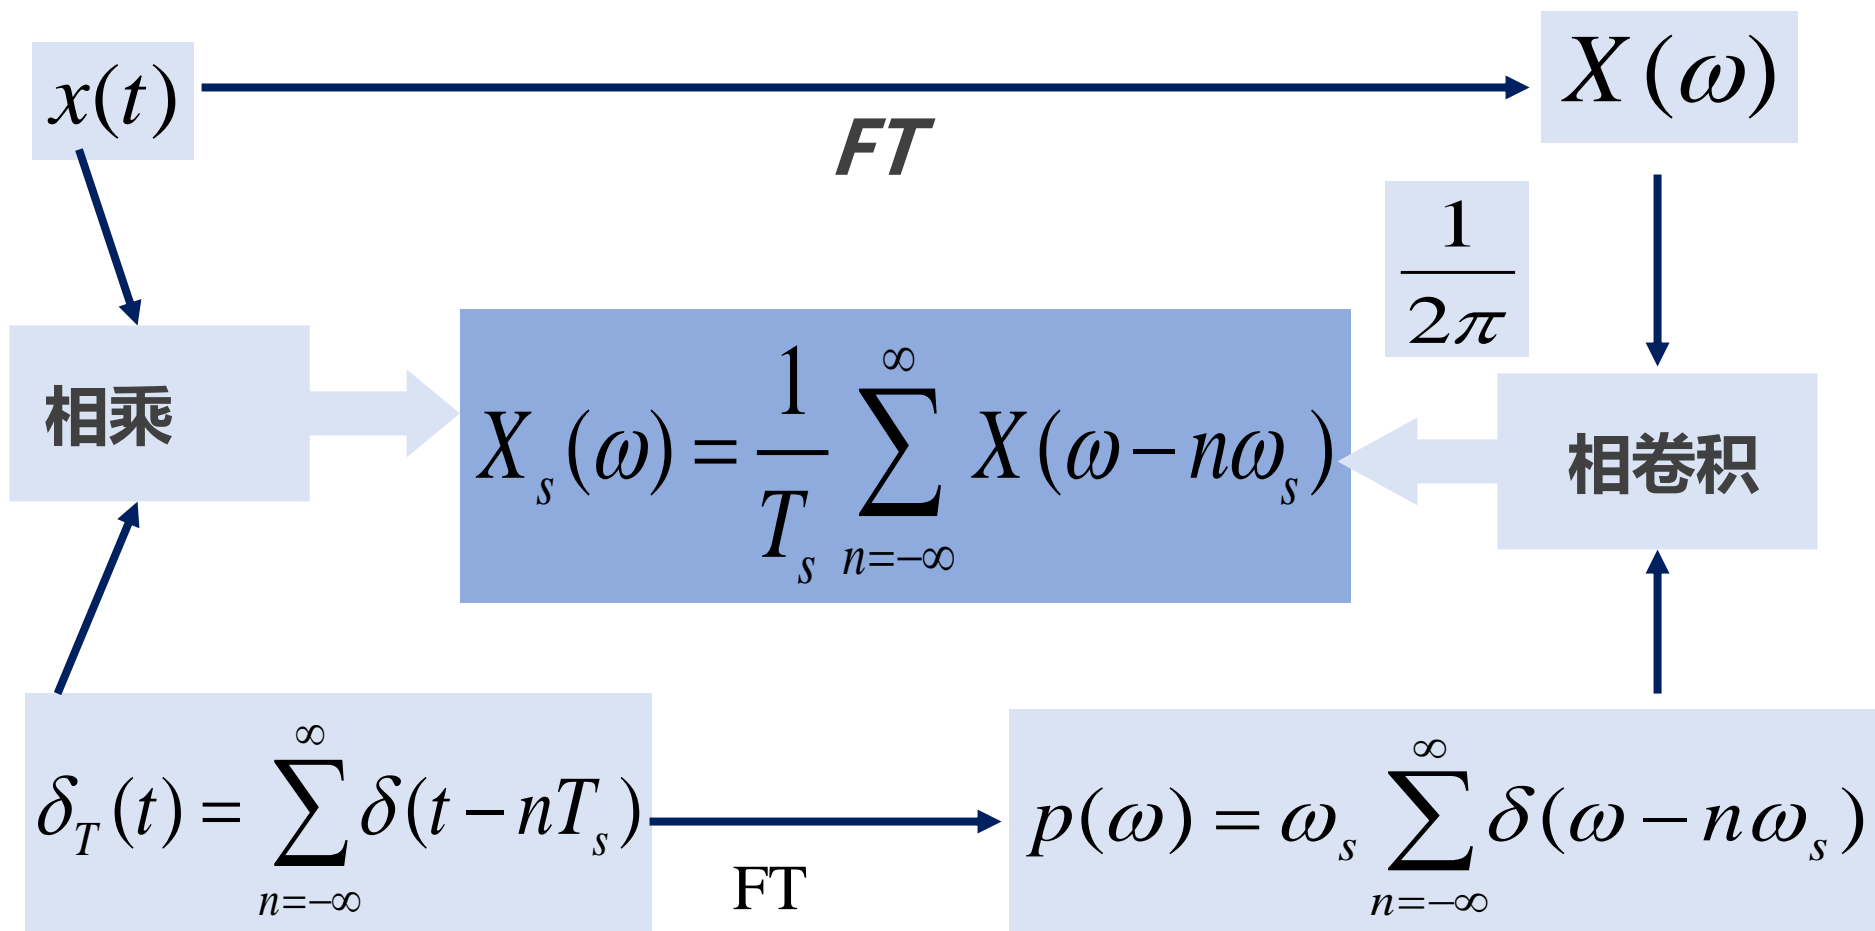 x(t)
X(ω)
FT
1/2π
相乘
X_s(ω) = 1/T_s ∑_{n=−∞}^{∞} X(ω − nω_s)
相卷积
δ_T(t) = ∑_{n=−∞}^{∞} δ(t − nT_s)
FT
p(ω) = ω_s ∑_{n=−∞}^{∞} δ(ω − nω_s)